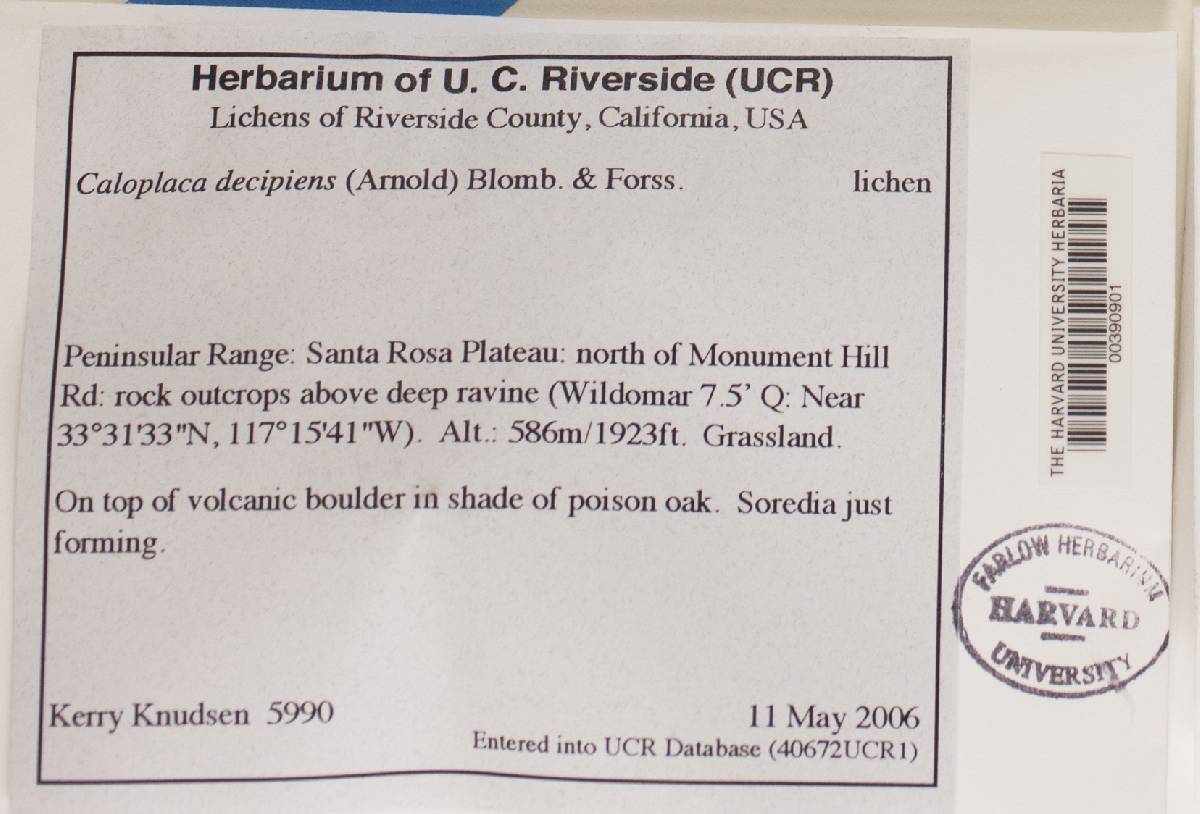 Herbarium of U. C. Riverside (UCR)
Lichens of Riverside County, California, USA
Caloplaca decipiens (Arnold) Blomb. & Forss. lichen
Peninsular Range: Santa Rosa Plateau: north of Monument Hill
Rd: rock outcrops above deep ravine (Wildomar 7.5' Q: Near
33°31'33"N, 117°15'41"W). Alt.: 586m/1923ft. Grassland.
On top of volcanic boulder in shade of poison oak. Soredia just
forming.
Kerry Knudsen 5990 11 May 2006
Entered into UCR Database (40672UCR1)
THE HARVARD UNIVERSITY HERBARIA
00390901
FARLOW HERBARIUM
HARVARD
UNIVERSITY